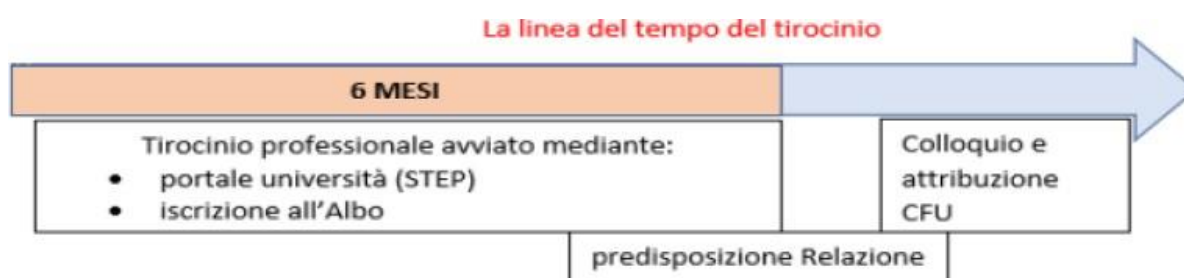 La linea del tempo del tirocinio
6 MESI
Tirocinio professionale avviato mediante:
• portale università (STEP)
• iscrizione all'Albo
Colloquio e
attribuzione
CFU
predisposizione Relazione